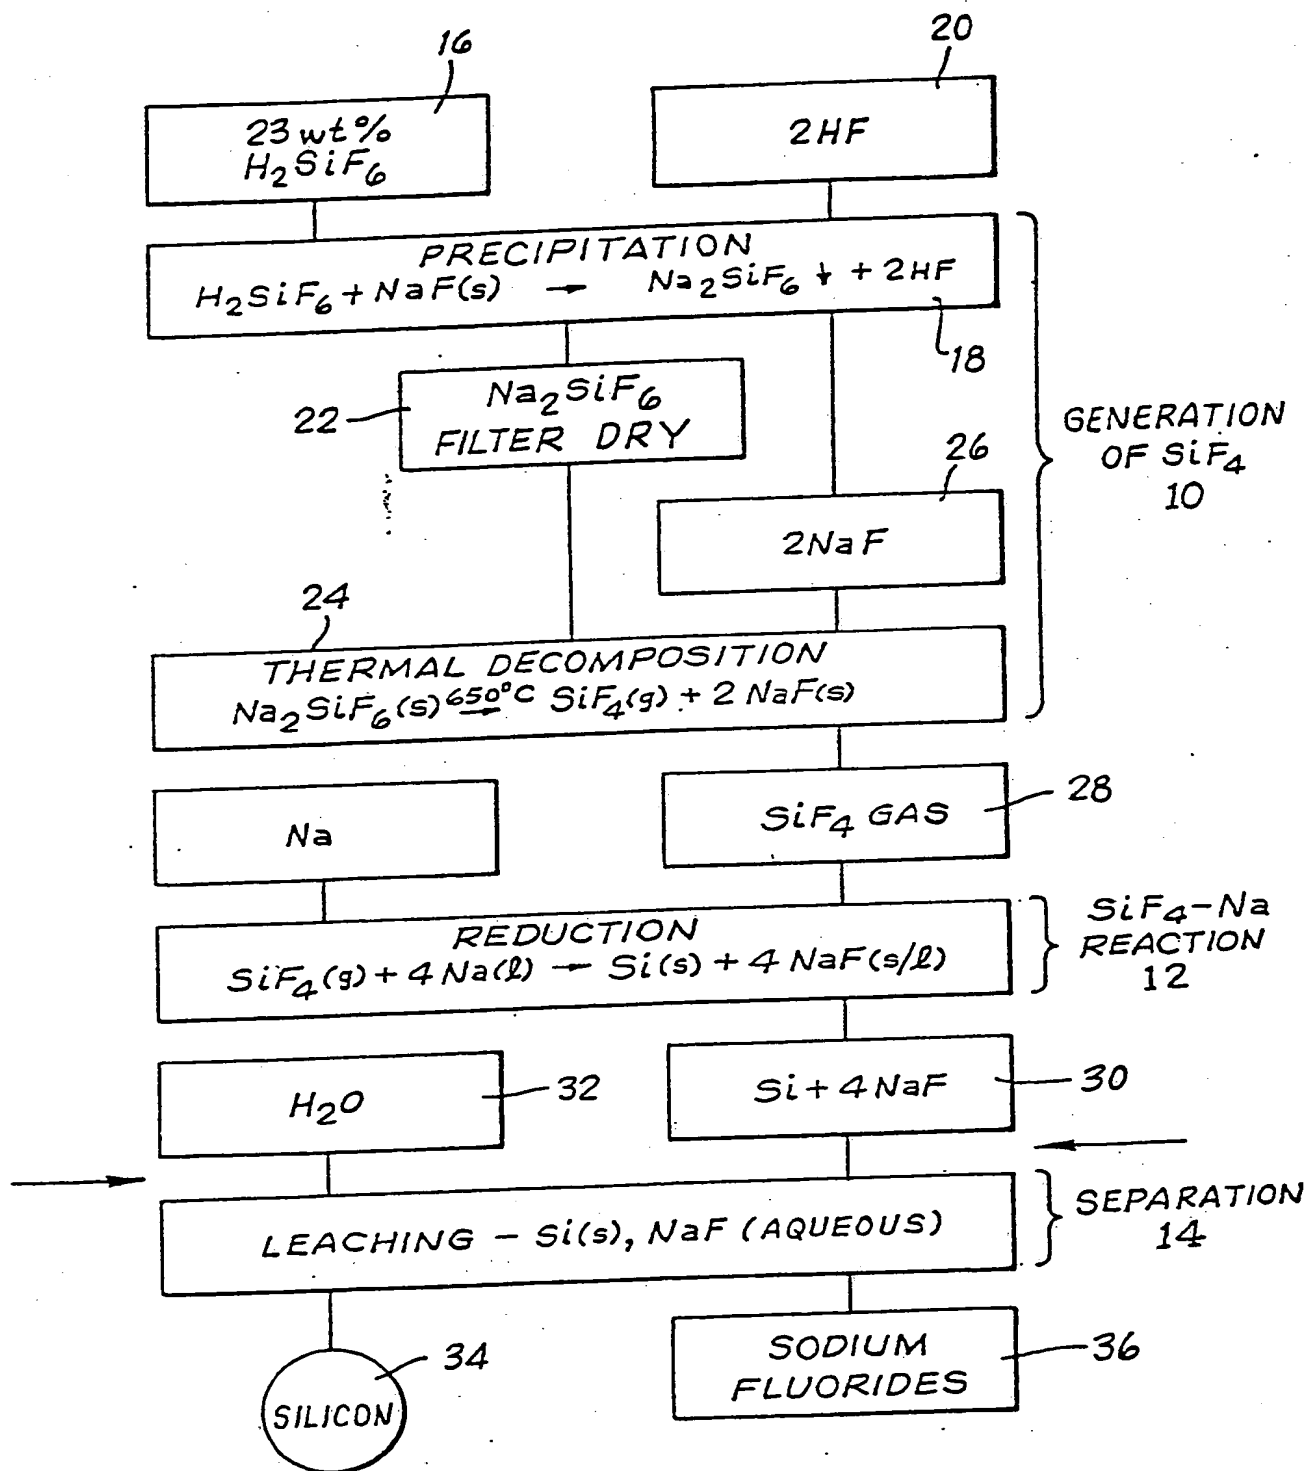 16
20
23 wt%
H₂SiF₆
2HF
PRECIPITATION
H₂SiF₆ + NaF(s) → Na₂SiF₆ ↓ + 2HF
18
Na₂SiF₆
FILTER DRY
22
GENERATION
OF SiF₄
10
26
2NaF
24
THERMAL DECOMPOSITION
Na₂SiF₆(s) 650°C → SiF₄(g) + 2 NaF(s)
Na
SiF₄ GAS
28
REDUCTION
SiF₄(g) + 4 Na(l) → Si(s) + 4 NaF(s/l)
SiF₄-Na
REACTION
12
H₂O
32
Si + 4 NaF
30
LEACHING - Si(s), NaF (AQUEOUS)
SEPARATION
14
34
SILICON
SODIUM
FLUORIDES
36